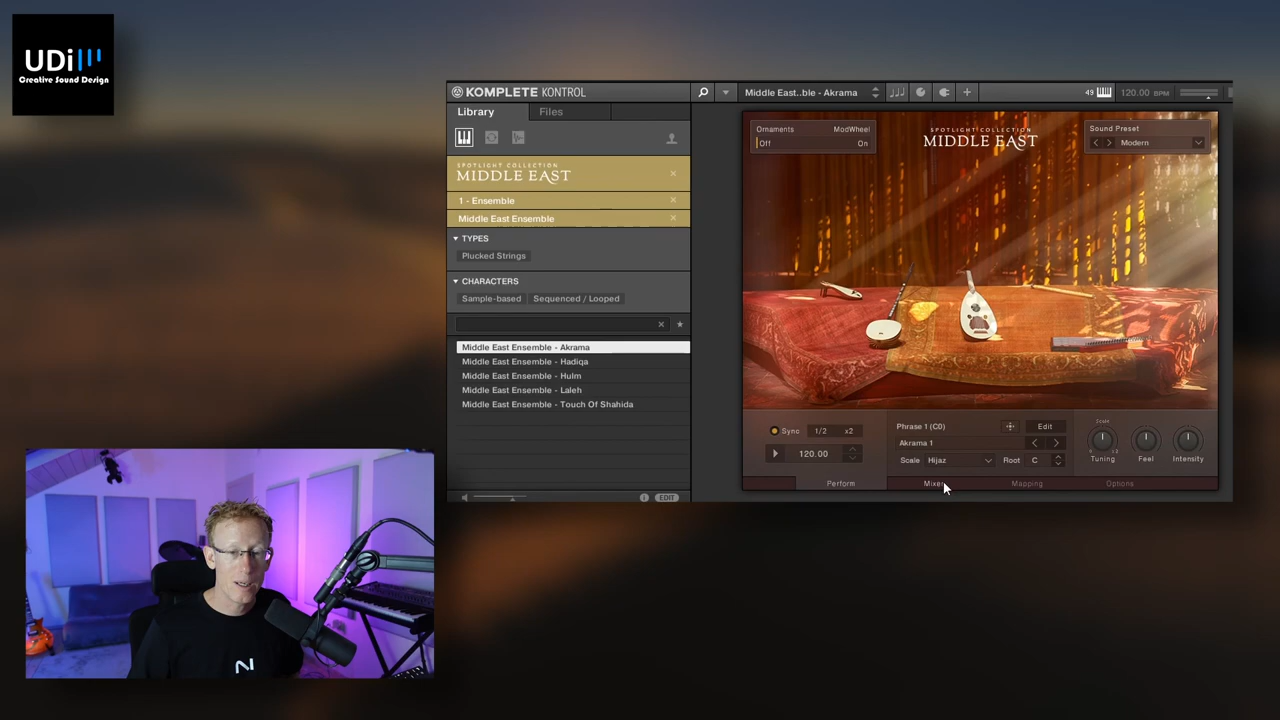 UDi
Creative Sound Design
KOMPLETE KONTROL
Middle East..ble - Akrama
49
120.00 BPM
Library
Files
SPOTLIGHT COLLECTION
MIDDLE EAST
1 - Ensemble
Middle East Ensemble
TYPES
Plucked Strings
CHARACTERS
Sample-based
Sequenced / Looped
Middle East Ensemble - Akrama
Middle East Ensemble - Hadiqa
Middle East Ensemble - Hulm
Middle East Ensemble - Laleh
Middle East Ensemble - Touch Of Shahida
EDIT
Ornaments
ModWheel
Off
On
SPOTLIGHT COLLECTION
MIDDLE EAST
Sound Preset
Modern
Sync
1/2
x2
120.00
Phrase 1 (C0)
Edit
Akrama 1
Scale
Hijaz
Root
C
Scale
Tuning
Feel
Intensity
Perform
Mixer
Mapping
Options